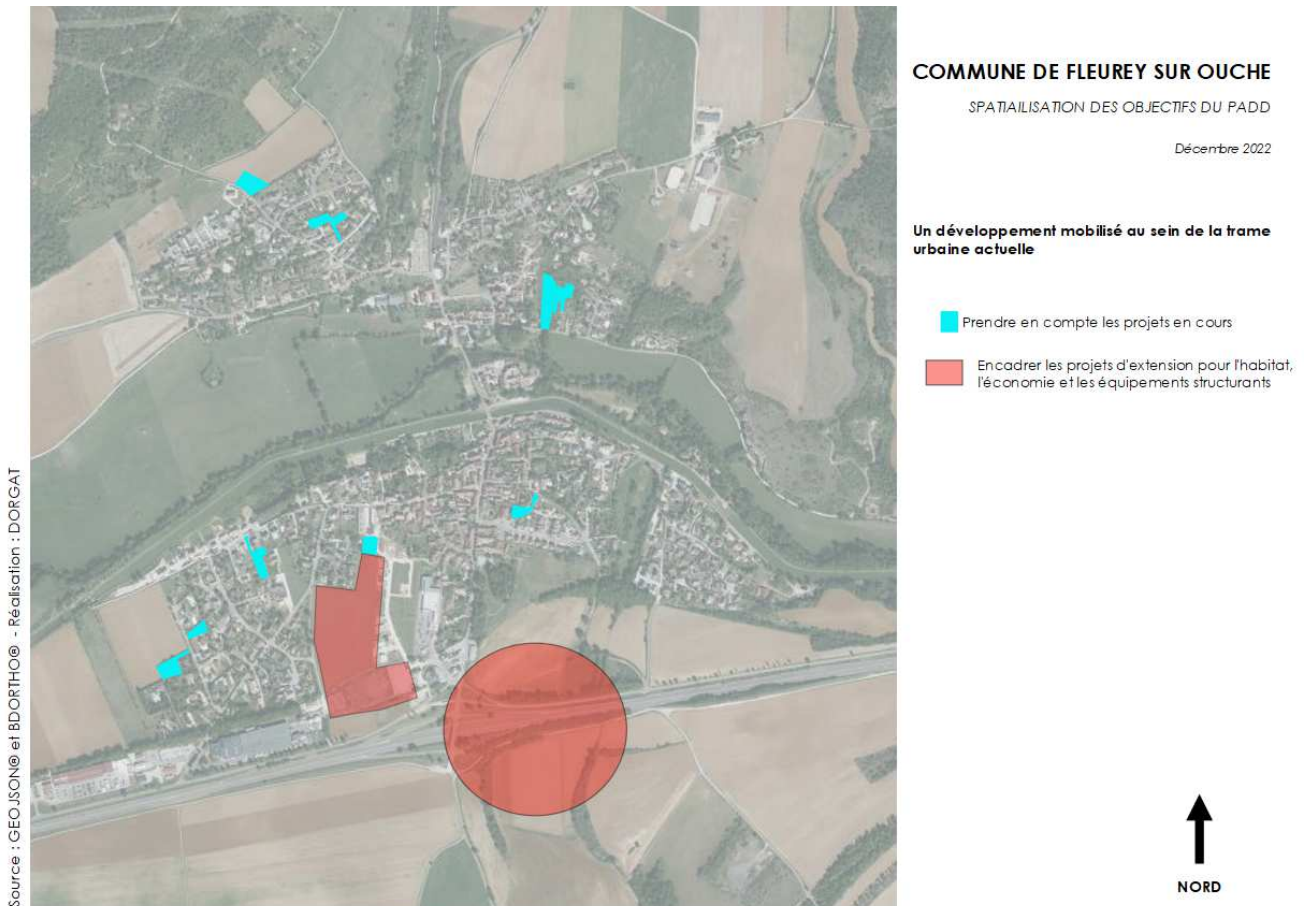 COMMUNE DE FLEUREY SUR OUCHE
SPATIAILISATION DES OBJECTIFS DU PADD
Décembre 2022
Un développement mobilisé au sein de la trame
urbaine actuelle
Prendre en compte les projets en cours
Encadrer les projets d'extension pour l'habitat,
l'économie et les équipements structurants
NORD
Source : GEOJSON® et BDORTHO® - Réalisation : DORGAT